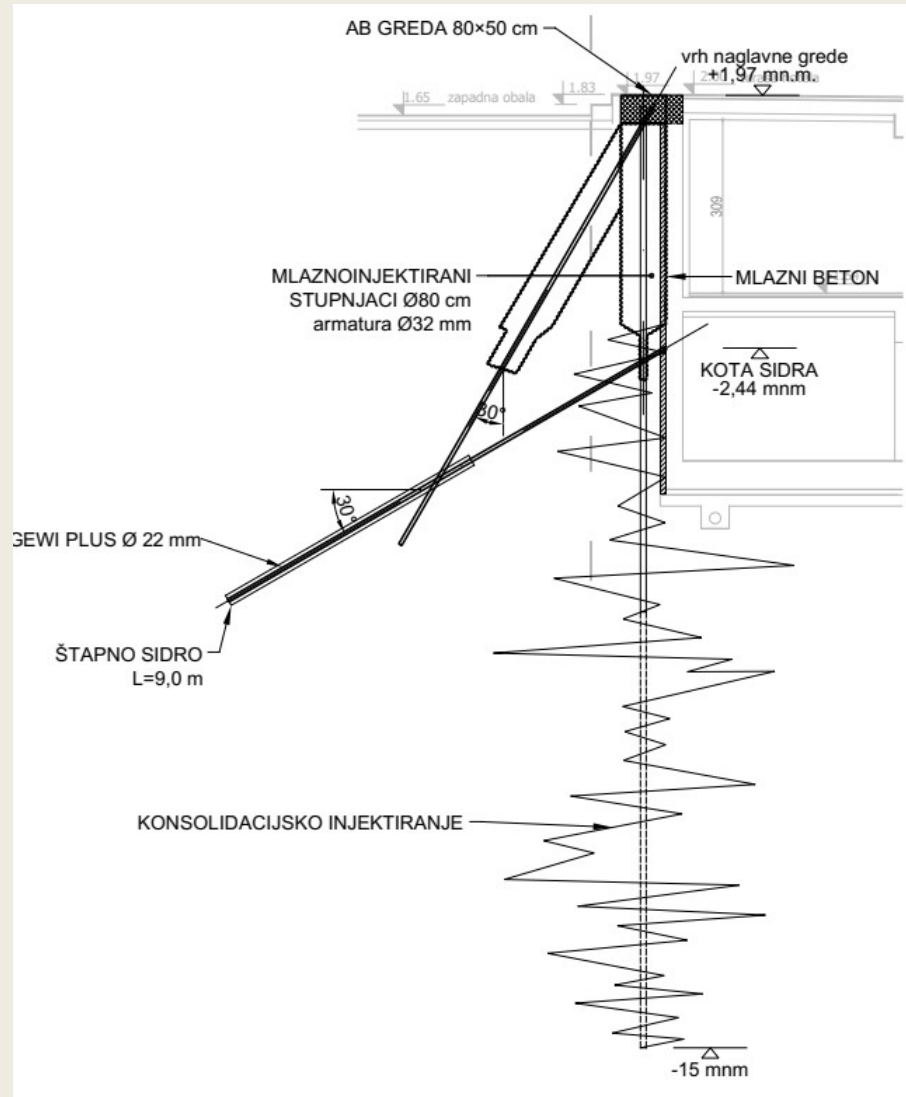 AB GREDA 80×50 cm
vrh naglavne grede
+1,97 mn.m.
1.97
1.83
1.65 zapadna obala
309
MLAZNOINJEKTIRANI
STUPNJACI Ø80 cm
armatura Ø32 mm
MLAZNI BETON
KOTA SIDRA
-2,44 mnm
30°
30°
GEWI PLUS Ø 22 mm
ŠTAPNO SIDRO
L=9,0 m
KONSOLIDACIJSKO INJEKTIRANJE
-15 mnm